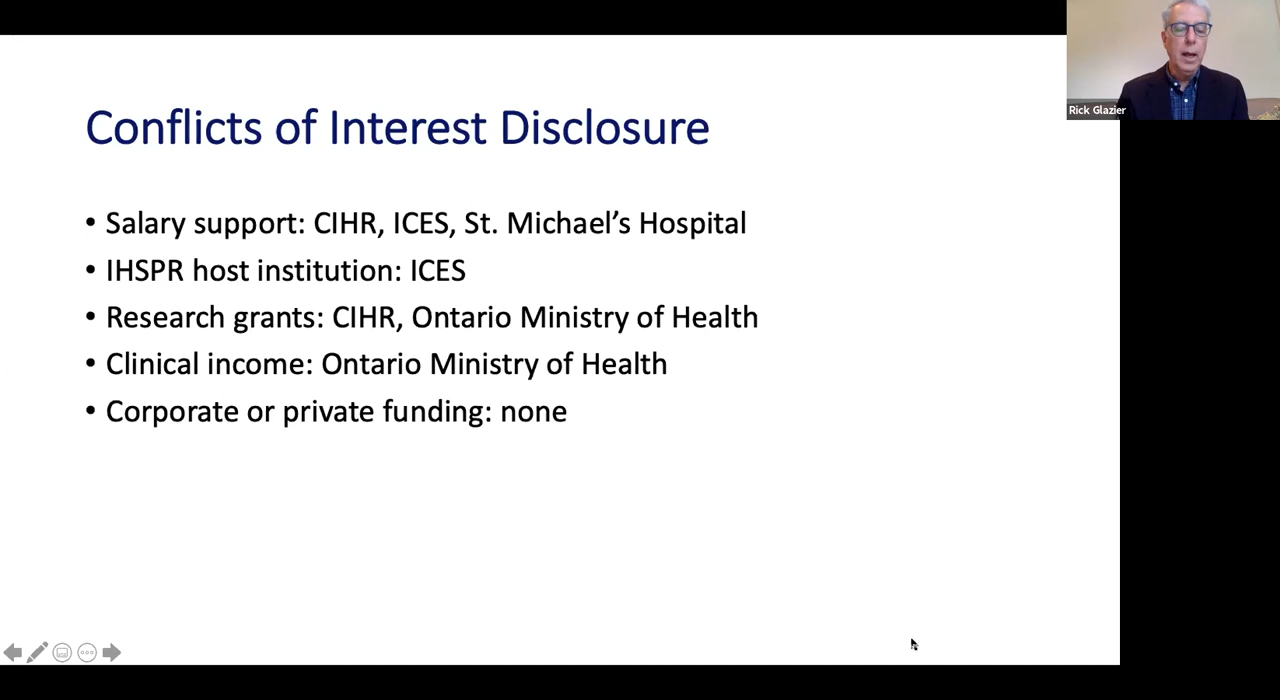 Conflicts of Interest Disclosure
• Salary support: CIHR, ICES, St. Michael’s Hospital
• IHSPR host institution: ICES
• Research grants: CIHR, Ontario Ministry of Health
• Clinical income: Ontario Ministry of Health
• Corporate or private funding: none
Rick Glazier